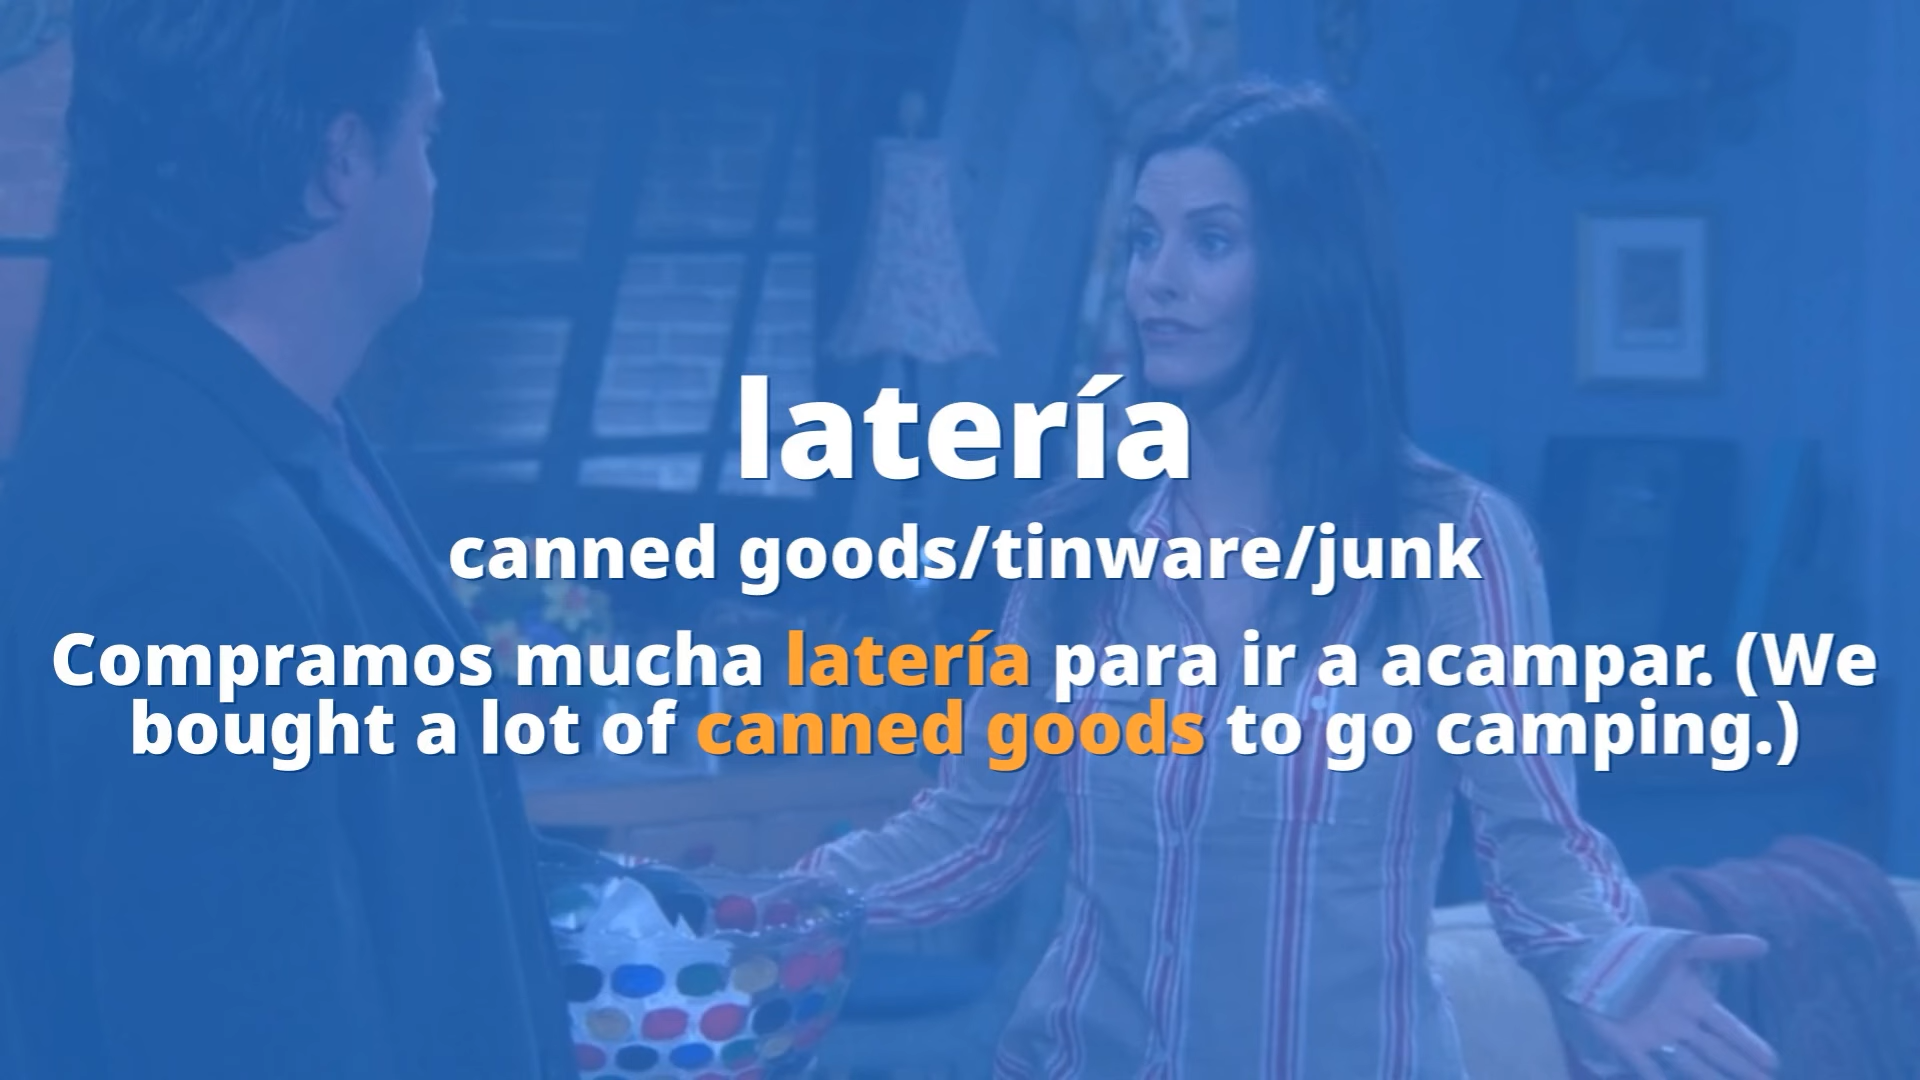 latería
canned goods/tinware/junk
Compramos mucha latería para ir a acampar. (We
bought a lot of canned goods to go camping.)